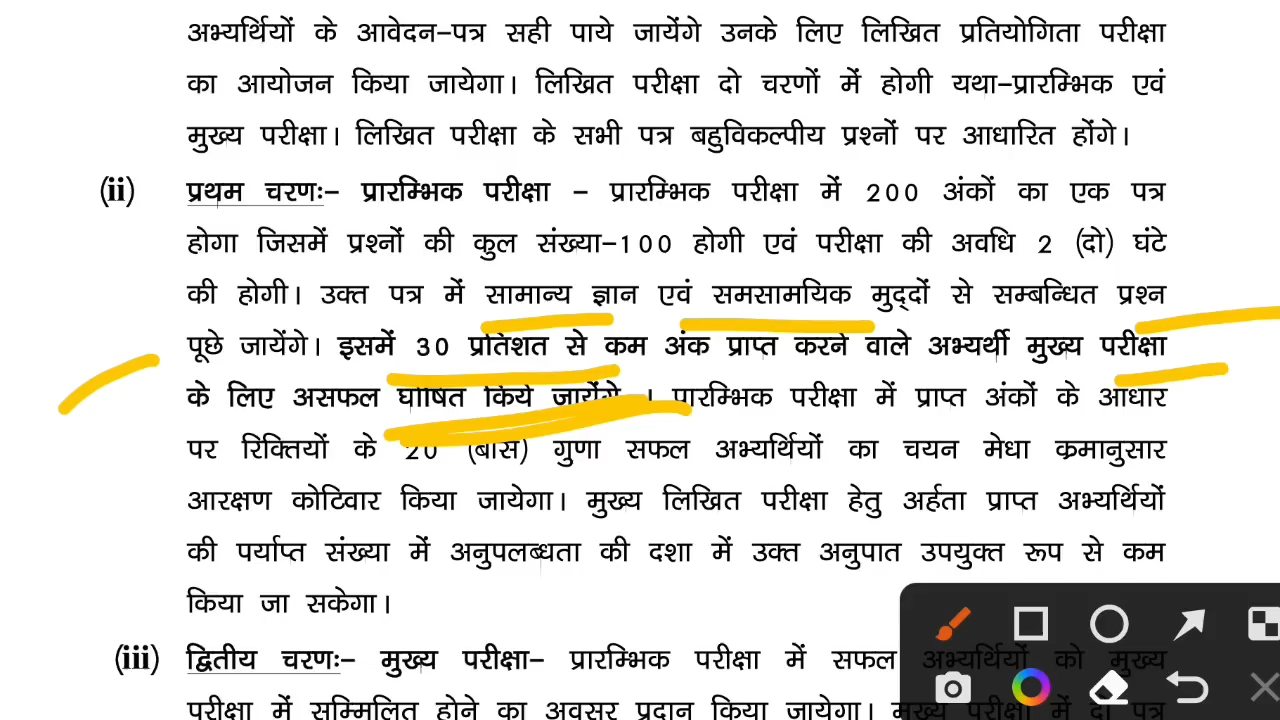 अभ्यर्थियों के आवेदन-पत्र सही पाये जायेंगे उनके लिए लिखित प्रतियोगिता परीक्षा
का आयोजन किया जायेगा। लिखित परीक्षा दो चरणों में होगी यथा-प्रारम्भिक एवं
मुख्य परीक्षा। लिखित परीक्षा के सभी पत्र बहुविकल्पीय प्रश्नों पर आधारित होंगे।
(ii) प्रथम चरणः- प्रारम्भिक परीक्षा - प्रारम्भिक परीक्षा में 200 अंकों का एक पत्र
होगा जिसमें प्रश्नों की कुल संख्या-100 होगी एवं परीक्षा की अवधि 2 (दो) घंटे
की होगी। उक्त पत्र में सामान्य ज्ञान एवं समसामयिक मुद्दों से सम्बन्धित प्रश्न
पूछे जायेंगे। इसमें 30 प्रतिशत से कम अंक प्राप्त करने वाले अभ्यर्थी मुख्य परीक्षा
के लिए असफल घोषित किये जायेंगे । प्रारम्भिक परीक्षा में प्राप्त अंकों के आधार
पर रिक्तियों के 20 (बीस) गुणा सफल अभ्यर्थियों का चयन मेधा क्रमानुसार
आरक्षण कोटिवार किया जायेगा। मुख्य लिखित परीक्षा हेतु अर्हता प्राप्त अभ्यर्थियों
की पर्याप्त संख्या में अनुपलब्धता की दशा में उक्त अनुपात उपयुक्त रूप से कम
किया जा सकेगा।
(iii) द्वितीय चरणः- मुख्य परीक्षा- प्रारम्भिक परीक्षा में सफल अभ्यर्थियों को मुख्य
परीक्षा में सम्मिलित होने का अवसर प्रदान किया जायेगा। मुख्य परीक्षा में दो पत्र